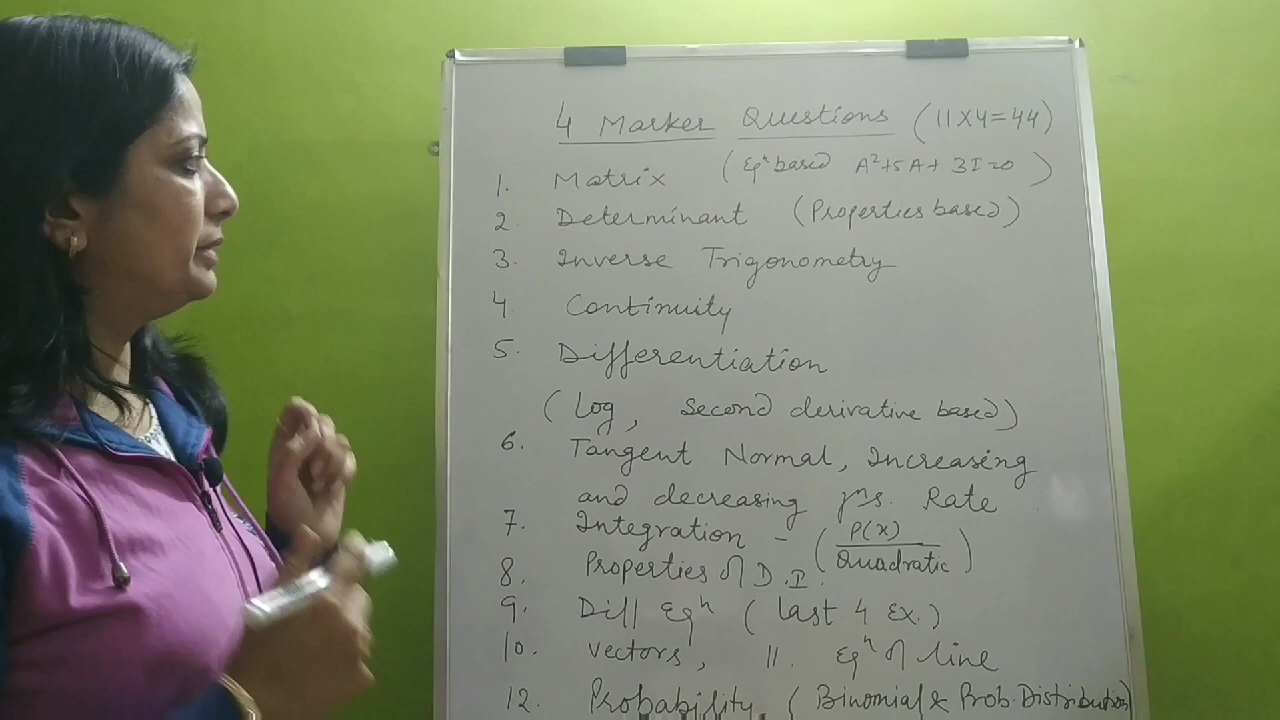 4 Marker Questions (11X4=44)
1. Matrix (Eqⁿ based A²+5A+3I=0)
2. Determinant (Properties based)
3. Inverse Trigonometry
4 Continuity
5. Differentiation
(Log, Second derivative based)
6. Tangent Normal, Increasing
and decreasing fⁿs. Rate
7. Integration - (P(x)/Quadratic)
8. Properties of D.I.
9. Diff Eqⁿ (last 4 Ex.)
10. Vectors, 11. Eqⁿ of line
12. Probability (Binomial & Prob. Distribution)